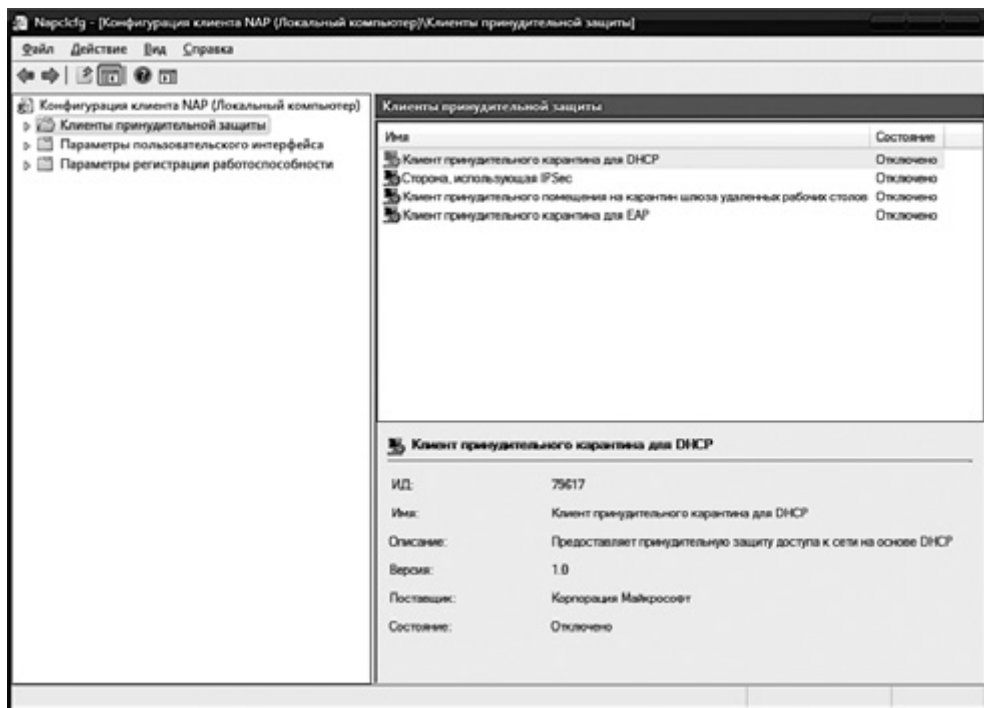 Napclcfg - [Конфигурация клиента NAP (Локальный компьютер)\Клиенты принудительной защиты]
Файл Действие Вид Справка
Конфигурация клиента NAP (Локальный компьютер)
Клиенты принудительной защиты
Параметры пользовательского интерфейса
Параметры регистрации работоспособности
Клиенты принудительной защиты
Имя Состояние
Клиент принудительного карантина для DHCP Отключено
Сторона, использующая IPSec Отключено
Клиент принудительного помещения на карантин шлюза удаленных рабочих столов Отключено
Клиент принудительного карантина для EAP Отключено
Клиент принудительного карантина для DHCP
ИД: 79617
Имя: Клиент принудительного карантина для DHCP
Описание: Предоставляет принудительную защиту доступа к сети на основе DHCP
Версия: 1.0
Поставщик: Корпорация Майкрософт
Состояние: Отключено